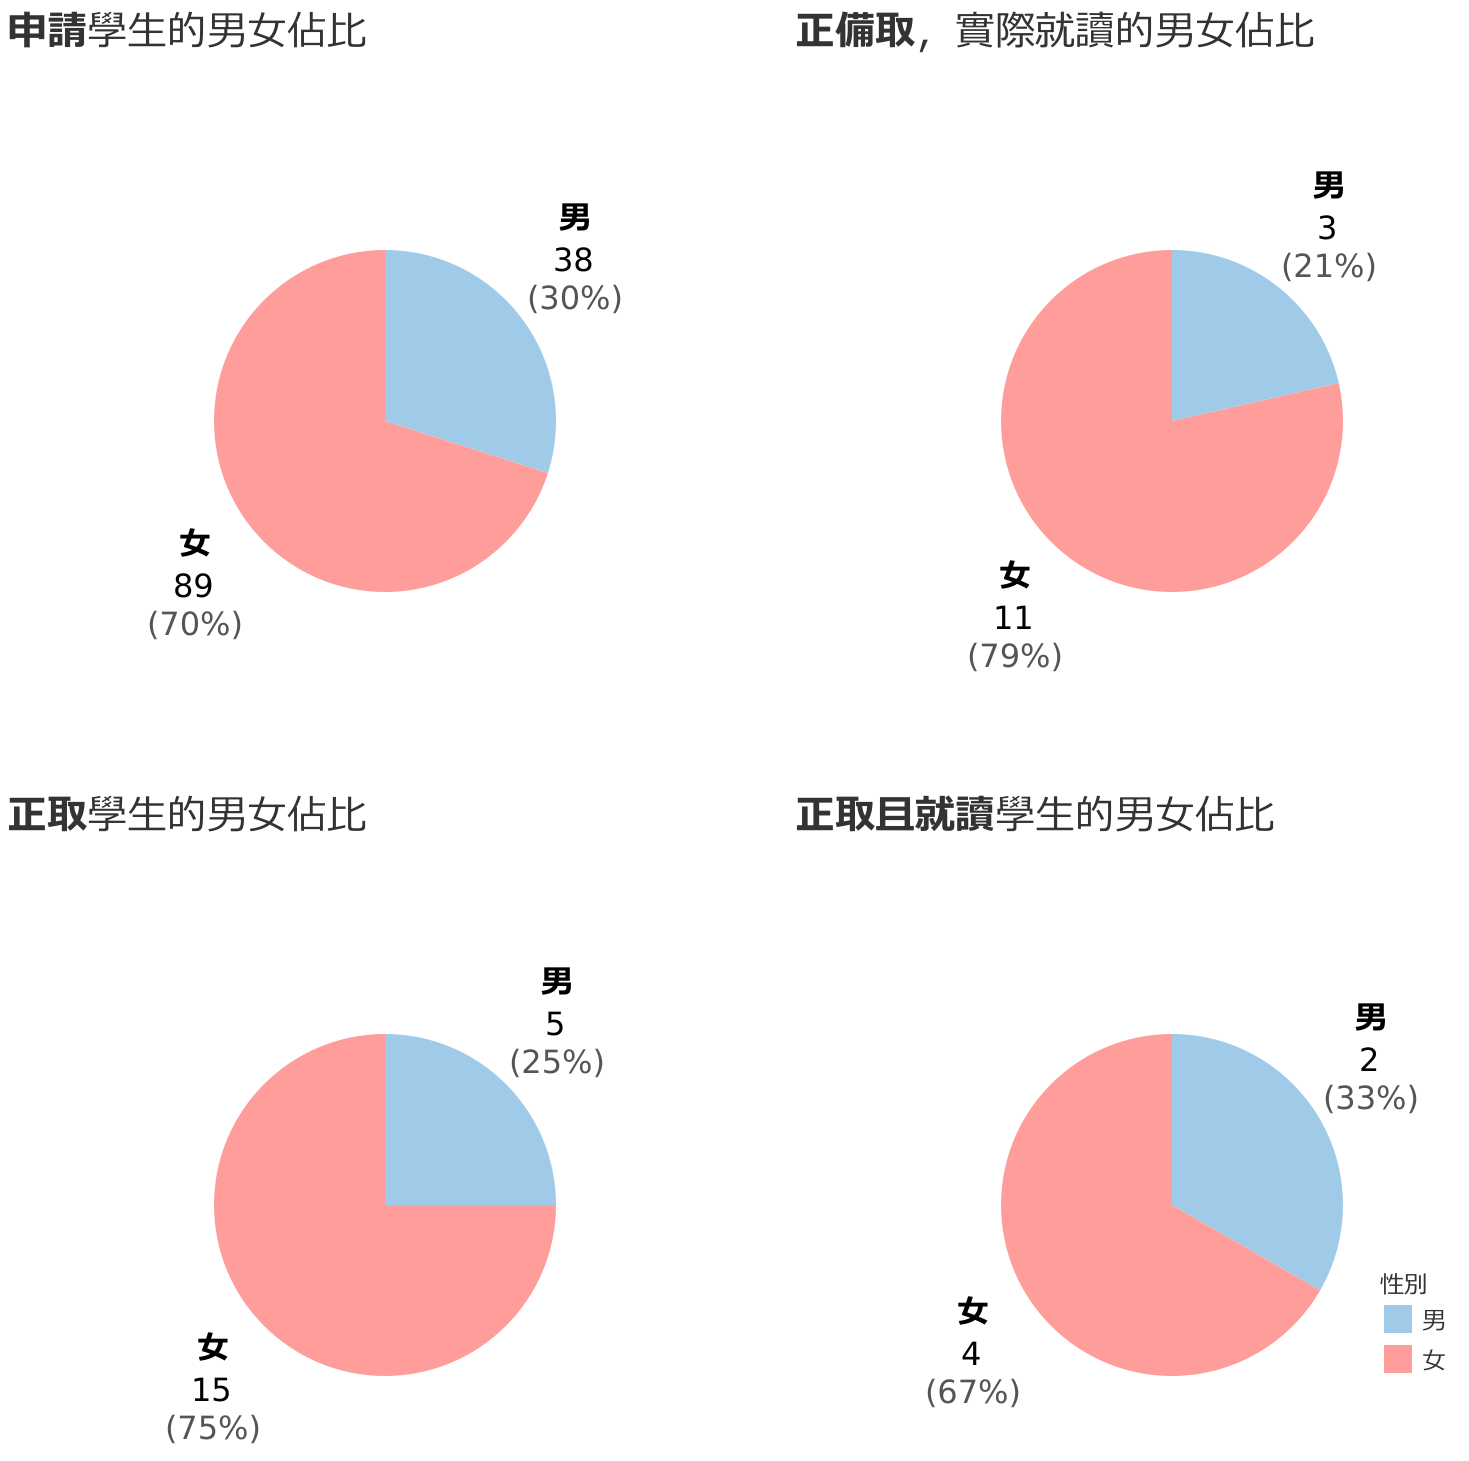 申請學生的男女佔比
男
38
(30%)
女
89
(70%)
正備取，實際就讀的男女佔比
男
3
(21%)
女
11
(79%)
正取學生的男女佔比
男
5
(25%)
女
15
(75%)
正取且就讀學生的男女佔比
男
2
(33%)
女
4
(67%)
性別
男
女